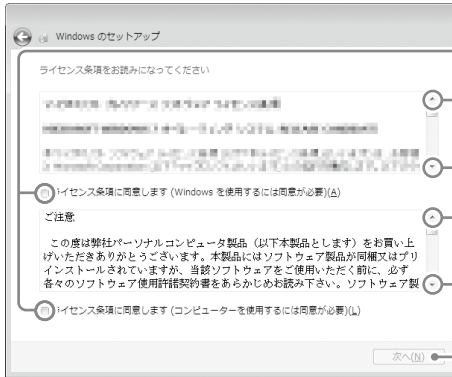 Windows のセットアップ
ライセンス条項をお読みになってください
イセンス条項に同意します (Windows を使用するには同意が必要)(A)
ご注意
この度は弊社パーソナルコンピュータ製品（以下本製品とします）をお買い上
げいただきありがとうございます。本製品にはソフトウェア製品が同梱又はプリ
インストールされていますが、当該ソフトウェアをご使用いただく前に、必ず
各々のソフトウェア使用許諾契約書をあらかじめお読み下さい。ソフトウェア製
イセンス条項に同意します (コンピューターを使用するには同意が必要)(L)
次へ(N)